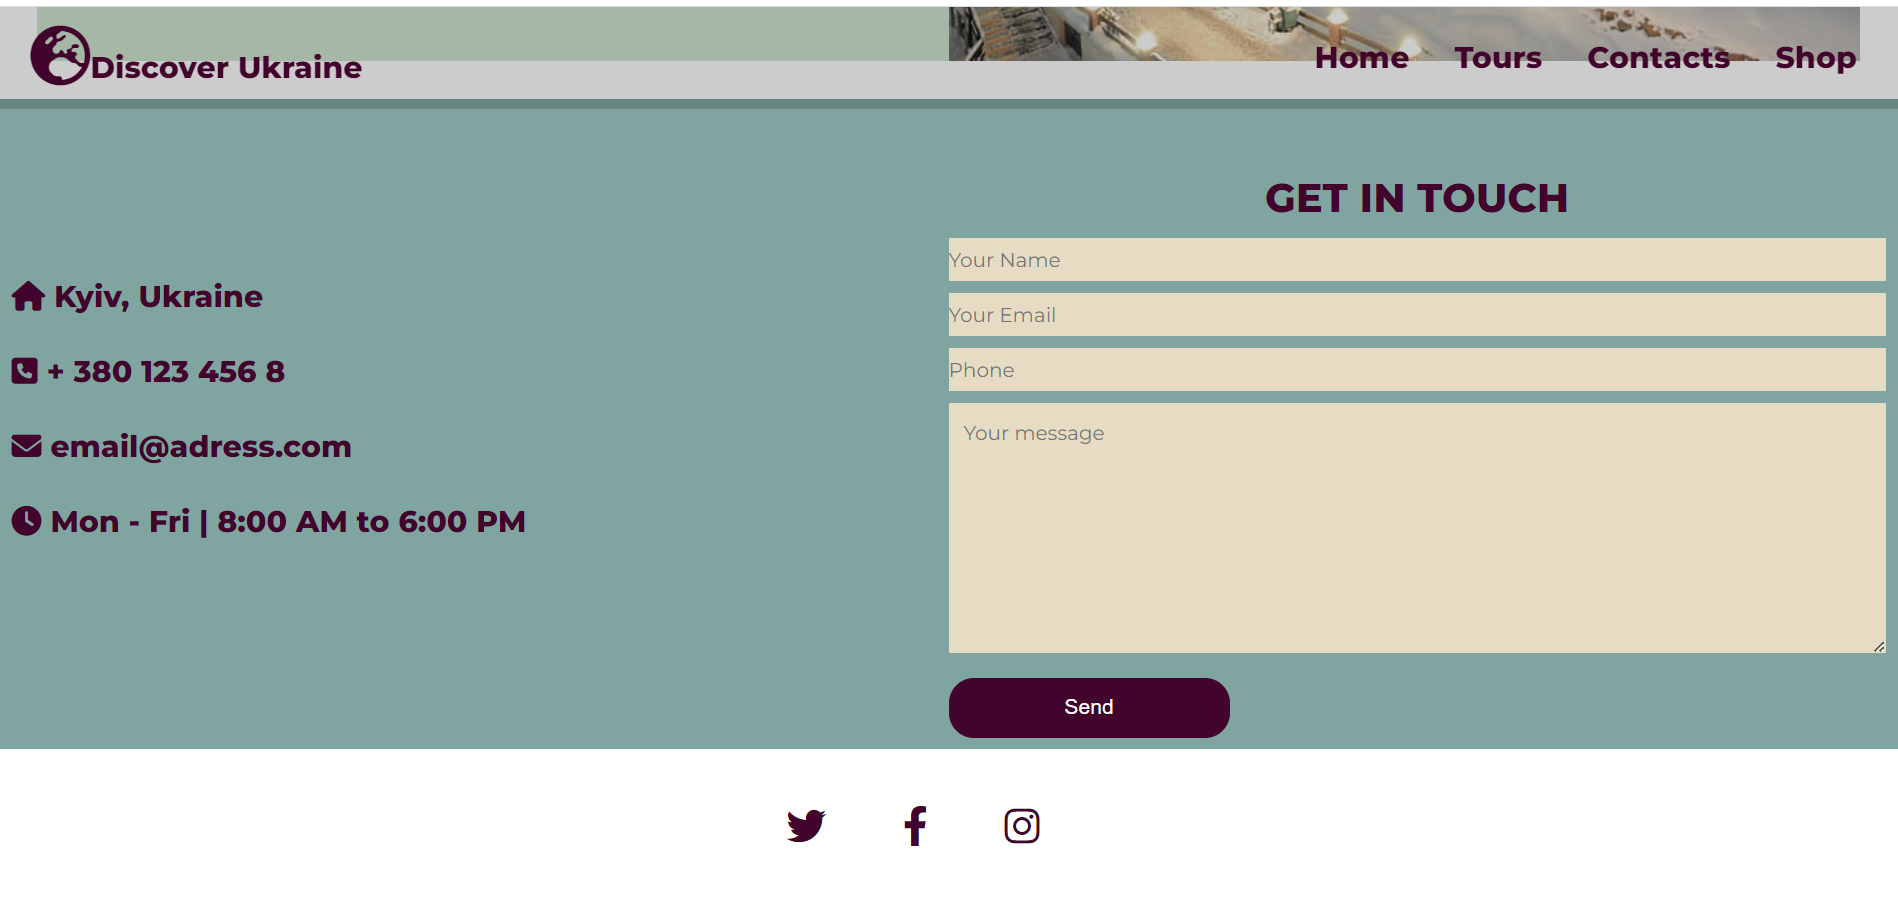 Discover Ukraine
Home Tours Contacts Shop
Kyiv, Ukraine
+ 380 123 456 8
email@adress.com
Mon - Fri | 8:00 AM to 6:00 PM
GET IN TOUCH
Your Name
Your Email
Phone
Your message
Send